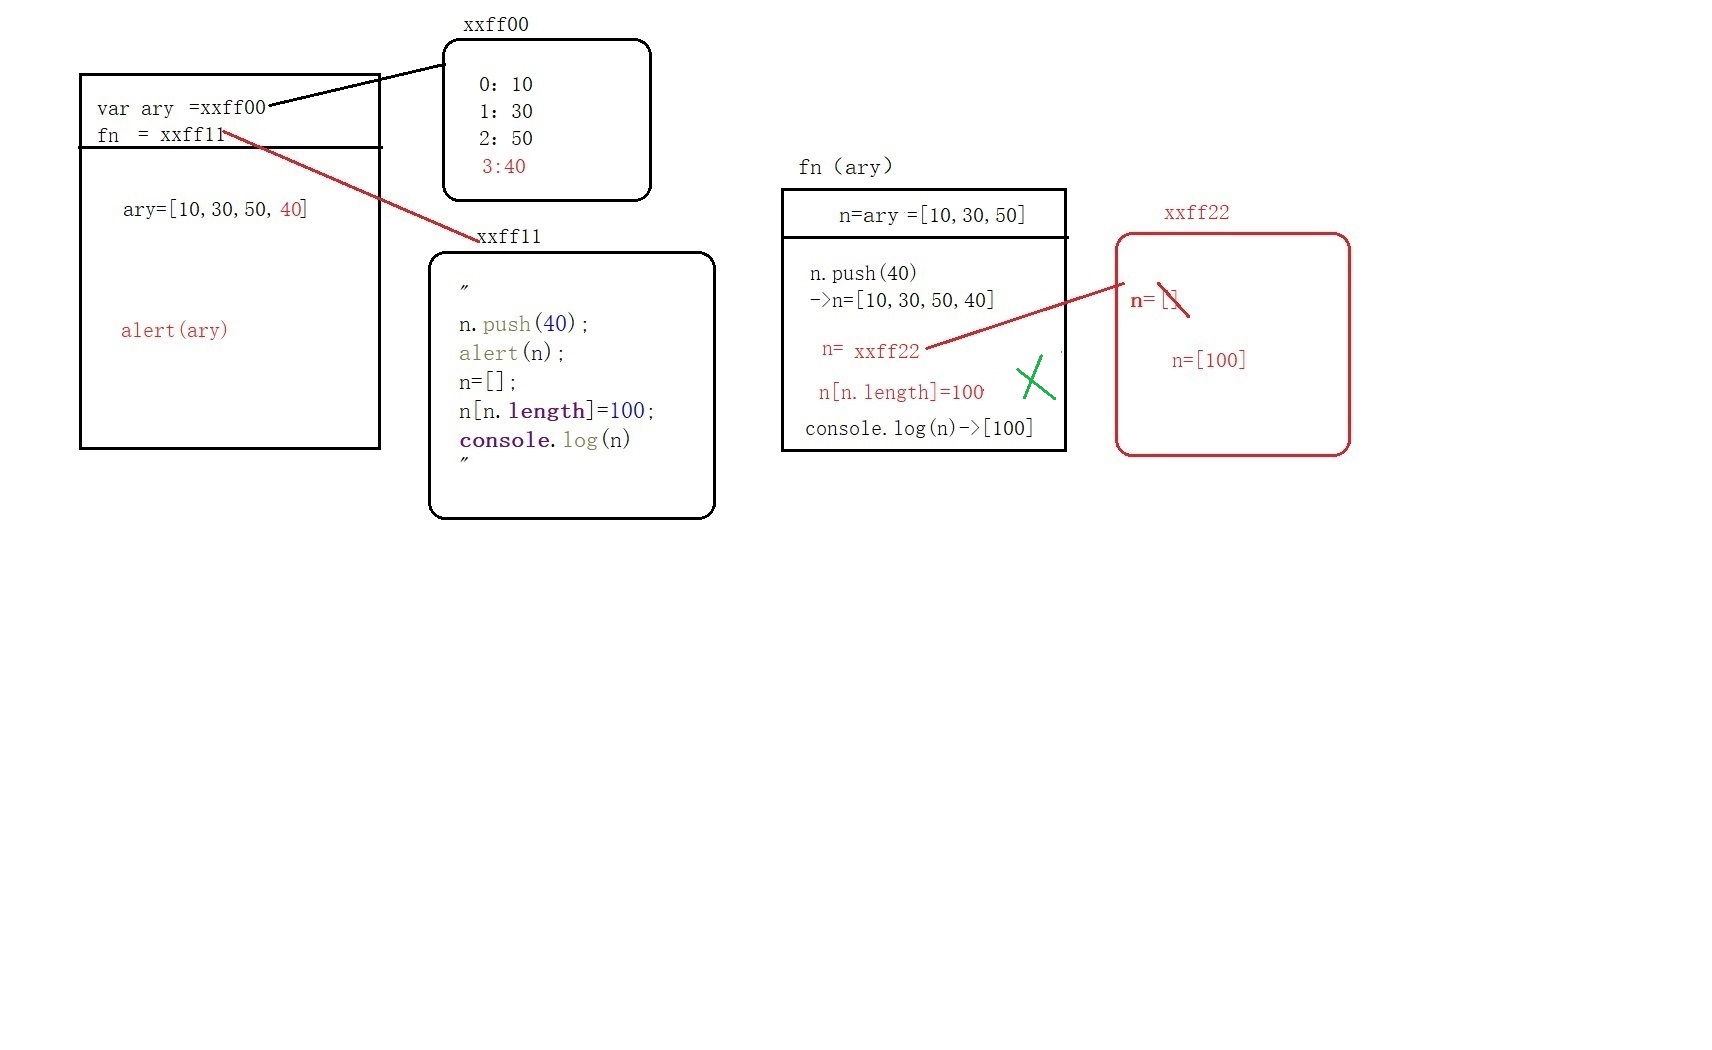 xxff00
var ary =xxff00
fn = xxff11
0: 10
1: 30
2: 50
3:40
ary=[10,30,50,40]
alert(ary)
xxff11
"
n.push(40);
alert(n);
n=[];
n[n.length]=100;
console.log(n)
"
fn（ary）
n=ary =[10,30,50]
n.push(40)
->n=[10,30,50,40]
n= xxff22
n[n.length]=100
console.log(n)->[100]
xxff22
n=[]
n=[100]